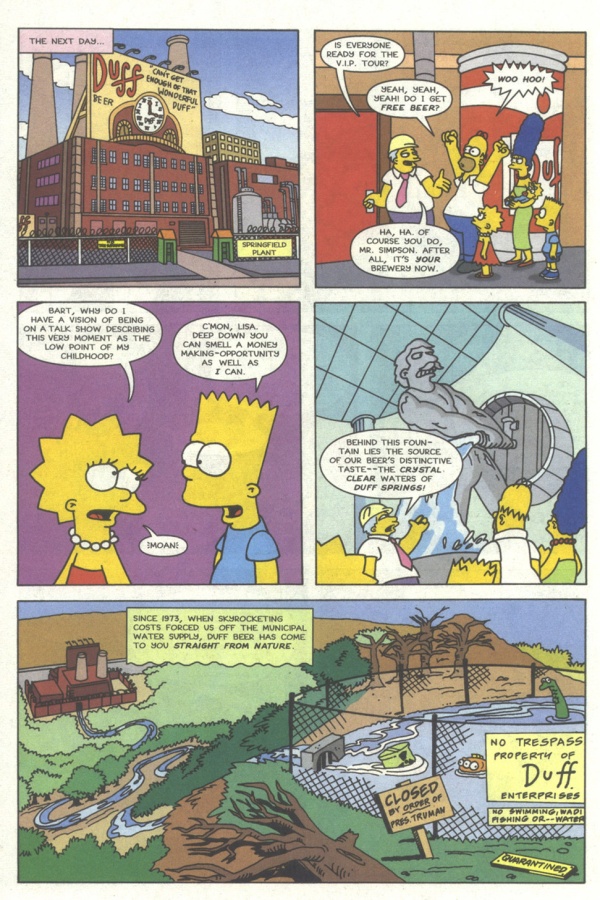 THE NEXT DAY...
Duff
BEER
"CAN'T GET
ENOUGH OF THAT
WONDERFUL
DUFF"
SPRINGFIELD
PLANT
IS EVERYONE
READY FOR THE
V.I.P. TOUR?
YEAH, YEAH,
YEAH! DO I GET
FREE BEER?
WOO HOO!
HA, HA. OF
COURSE YOU DO,
MR. SIMPSON. AFTER
ALL, IT'S YOUR
BREWERY NOW.
BART, WHY DO I
HAVE A VISION OF BEING
ON A TALK SHOW DESCRIBING
THIS VERY MOMENT AS THE
LOW POINT OF MY
CHILDHOOD?
C'MON, LISA.
DEEP DOWN YOU
CAN SMELL A MONEY
MAKING-OPPORTUNITY
AS WELL AS
I CAN.
MOAN
BEHIND THIS FOUN-
TAIN LIES THE SOURCE
OF OUR BEER'S DISTINCTIVE
TASTE--THE CRYSTAL
CLEAR WATERS OF
DUFF SPRINGS!
SINCE 1973, WHEN SKYROCKETING
COSTS FORCED US OFF THE MUNICIPAL
WATER SUPPLY, DUFF BEER HAS COME
TO YOU STRAIGHT FROM NATURE.
CLOSED
BY ORDER OF
PRES. TRUMAN
NO TRESPASS
PROPERTY OF
Duff
ENTERPRISES
NO SWIMMING, WADI
FISHING OR--WATER
QUARANTINED